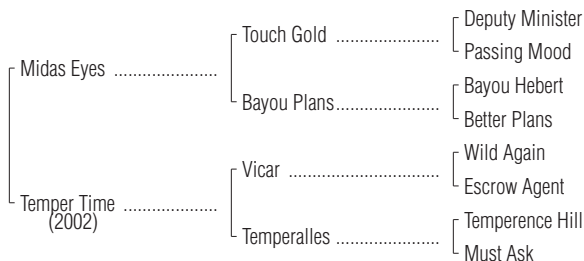 Deputy Minister
Touch Gold ....................
Passing Mood
Midas Eyes ....................
Bayou Hebert
Bayou Plans....................
Better Plans
Wild Again
Vicar .........................
Escrow Agent
Temper Time ..................
(2002)
Temperence Hill
Temperalles ...................
Must Ask